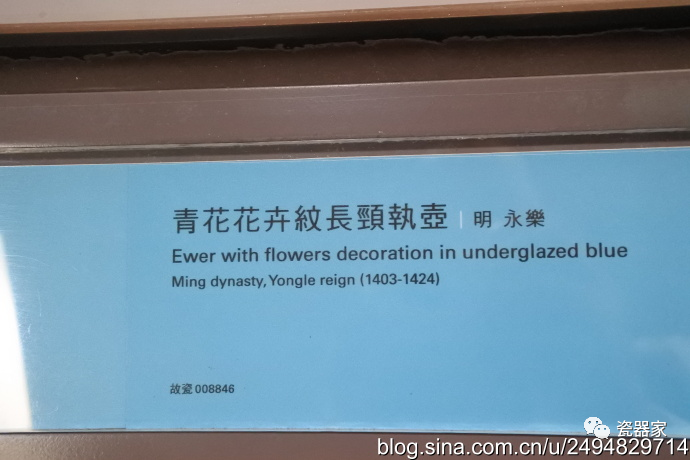 青花花卉紋長頸執壺 | 明 永樂
Ewer with flowers decoration in underglazed blue
Ming dynasty, Yongle reign (1403-1424)
故瓷 008846
瓷器家
blog.sina.com.cn/u/2494829714